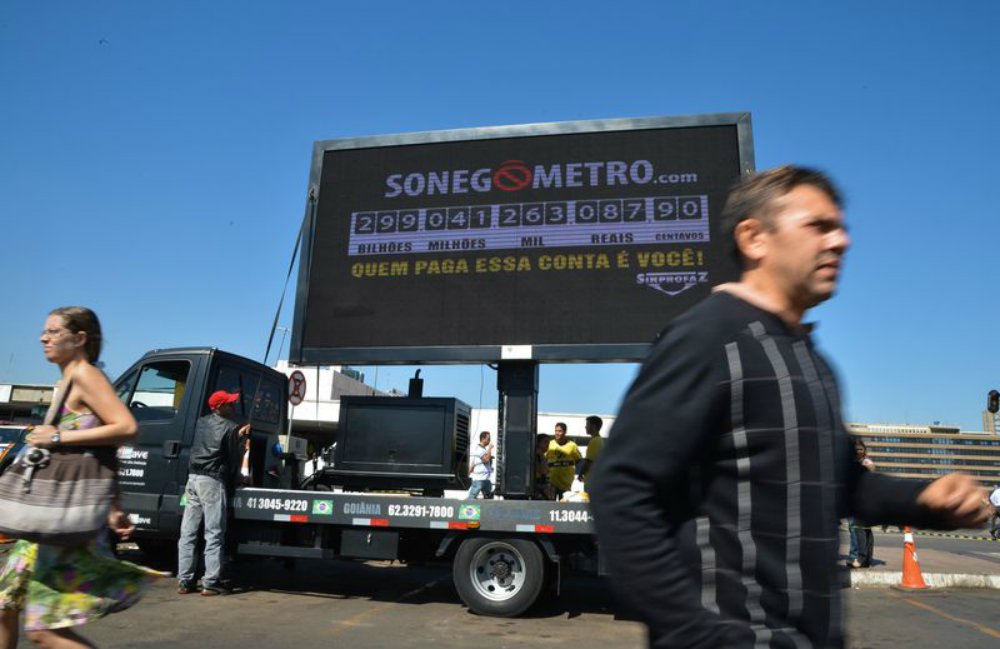 SONEGÔMETRO.com
299 041 263 087 90
BILHÕES MILHÕES MIL REAIS CENTAVOS
QUEM PAGA ESSA CONTA É VOCÊ!
SINPROFAZ
41 3045-9220 GOIÂNIA 62.3291-7800 11.3044-